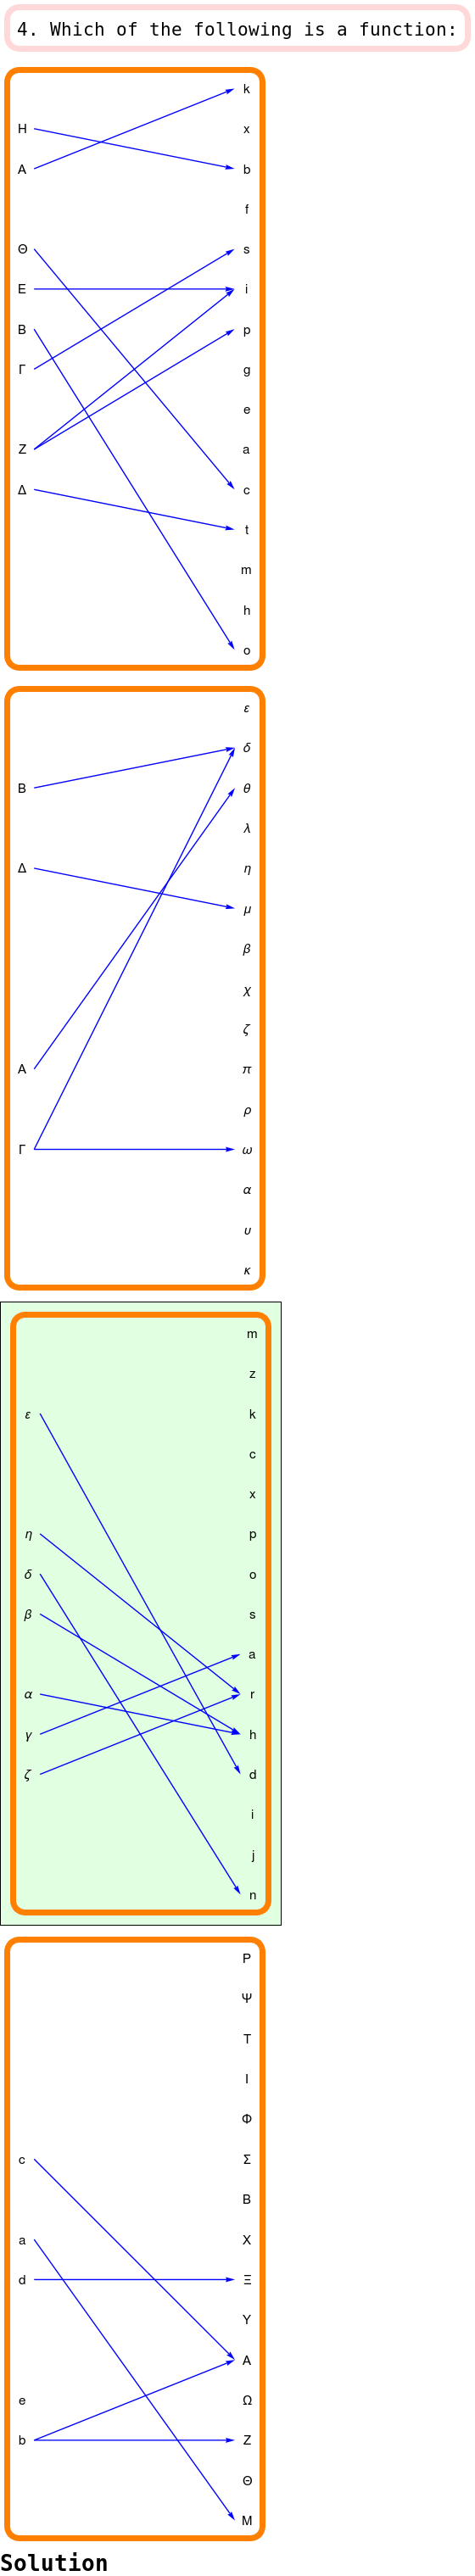 4. Which of the following is a function:
k
H x
A b
f
Θ s
E i
B p
Γ g
e
Z a
Δ c
t
m
h
o
ε
δ
B θ
λ
Δ η
μ
β
χ
ζ
A π
ρ
Γ ω
α
υ
κ
m
z
ε k
c
x
η p
δ o
β s
a
α r
γ h
ζ d
i
j
n
P
Ψ
T
I
Φ
c Σ
B
a X
d Ξ
Y
A
e Ω
b Z
Θ
M
Solution